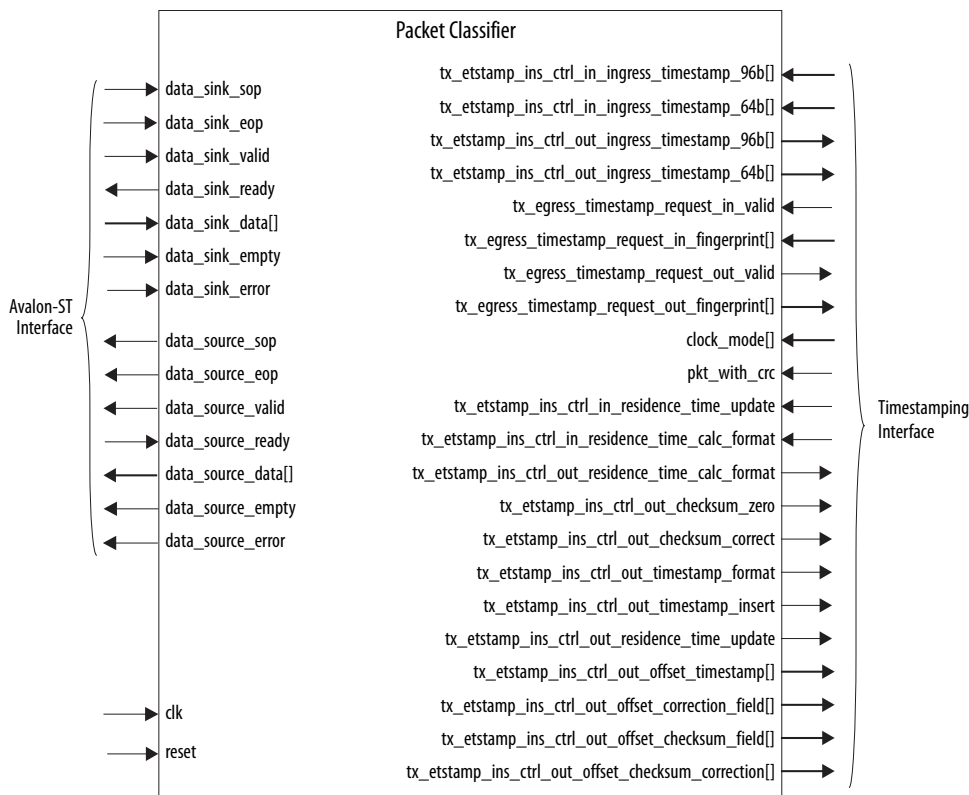 Packet Classifier
Avalon-ST
Interface
data_sink_sop
data_sink_eop
data_sink_valid
data_sink_ready
data_sink_data[]
data_sink_empty
data_sink_error
data_source_sop
data_source_eop
data_source_valid
data_source_ready
data_source_data[]
data_source_empty
data_source_error
clk
reset
tx_etstamp_ins_ctrl_in_ingress_timestamp_96b[]
tx_etstamp_ins_ctrl_in_ingress_timestamp_64b[]
tx_etstamp_ins_ctrl_out_ingress_timestamp_96b[]
tx_etstamp_ins_ctrl_out_ingress_timestamp_64b[]
tx_egress_timestamp_request_in_valid
tx_egress_timestamp_request_in_fingerprint[]
tx_egress_timestamp_request_out_valid
tx_egress_timestamp_request_out_fingerprint[]
clock_mode[]
pkt_with_crc
tx_etstamp_ins_ctrl_in_residence_time_update
tx_etstamp_ins_ctrl_in_residence_time_calc_format
tx_etstamp_ins_ctrl_out_residence_time_calc_format
tx_etstamp_ins_ctrl_out_checksum_zero
tx_etstamp_ins_ctrl_out_checksum_correct
tx_etstamp_ins_ctrl_out_timestamp_format
tx_etstamp_ins_ctrl_out_timestamp_insert
tx_etstamp_ins_ctrl_out_residence_time_update
tx_etstamp_ins_ctrl_out_offset_timestamp[]
tx_etstamp_ins_ctrl_out_offset_correction_field[]
tx_etstamp_ins_ctrl_out_offset_checksum_field[]
tx_etstamp_ins_ctrl_out_offset_checksum_correction[]
Timestamping
Interface